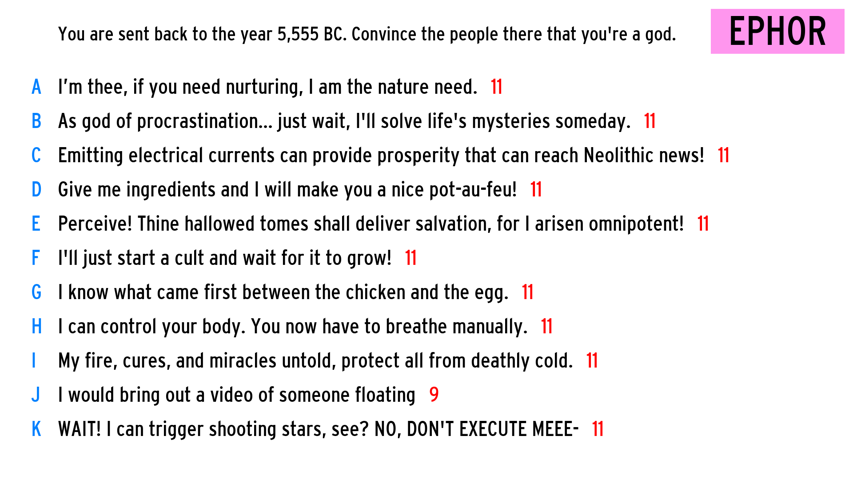 You are sent back to the year 5,555 BC. Convince the people there that you're a god.
EPHOR
A I'm thee, if you need nurturing, I am the nature need. 11
B As god of procrastination... just wait, I'll solve life's mysteries someday. 11
C Emitting electrical currents can provide prosperity that can reach Neolithic news! 11
D Give me ingredients and I will make you a nice pot-au-feu! 11
E Perceive! Thine hallowed tomes shall deliver salvation, for I arisen omnipotent! 11
F I'll just start a cult and wait for it to grow! 11
G I know what came first between the chicken and the egg. 11
H I can control your body. You now have to breathe manually. 11
I My fire, cures, and miracles untold, protect all from deathly cold. 11
J I would bring out a video of someone floating 9
K WAIT! I can trigger shooting stars, see? NO, DON'T EXECUTE MEEE- 11